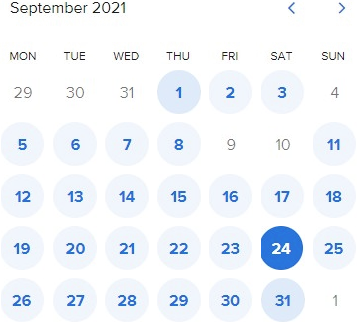 September 2021
MON TUE WED THU FRI SAT SUN
29 30 31 1 2 3 4
5 6 7 8 9 10 11
12 13 14 15 16 17 18
19 20 21 22 23 24 25
26 27 28 29 30 31 1